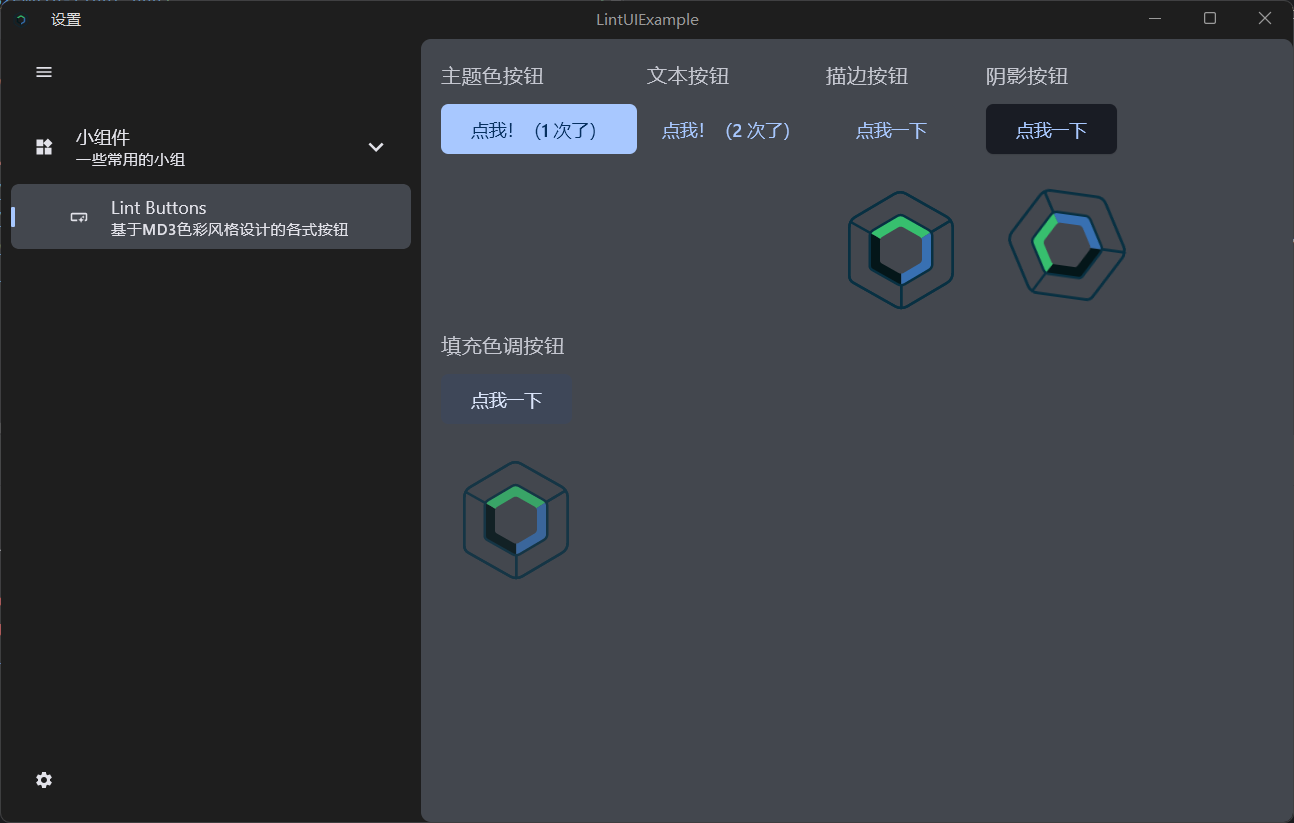 设置
LintUIExample
小组件
一些常用的小组
Lint Buttons
基于MD3色彩风格设计的各式按钮
主题色按钮
文本按钮
描边按钮
阴影按钮
点我！（1 次了）
点我！（2 次了）
点我一下
点我一下
填充色调按钮
点我一下